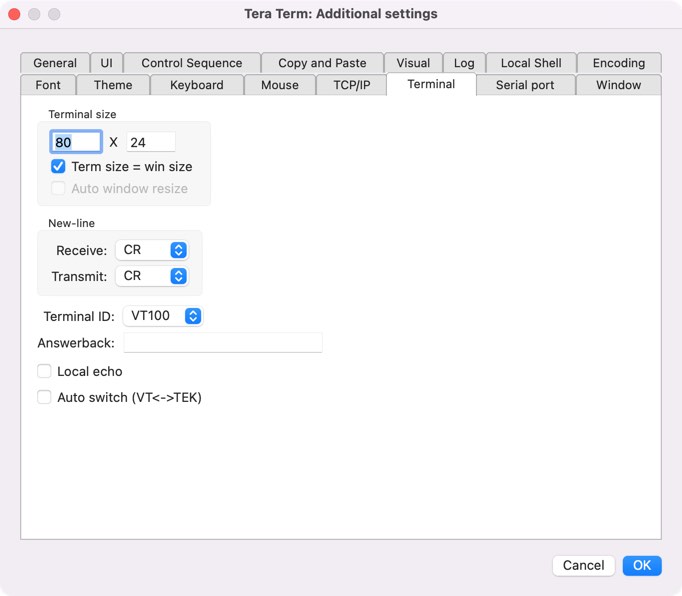 Tera Term: Additional settings
General UI Control Sequence Copy and Paste Visual Log Local Shell Encoding
Font Theme Keyboard Mouse TCP/IP Terminal Serial port Window
Terminal size
80 X 24
Term size = win size
Auto window resize
New-line
Receive: CR
Transmit: CR
Terminal ID: VT100
Answerback:
Local echo
Auto switch (VT<->TEK)
Cancel OK